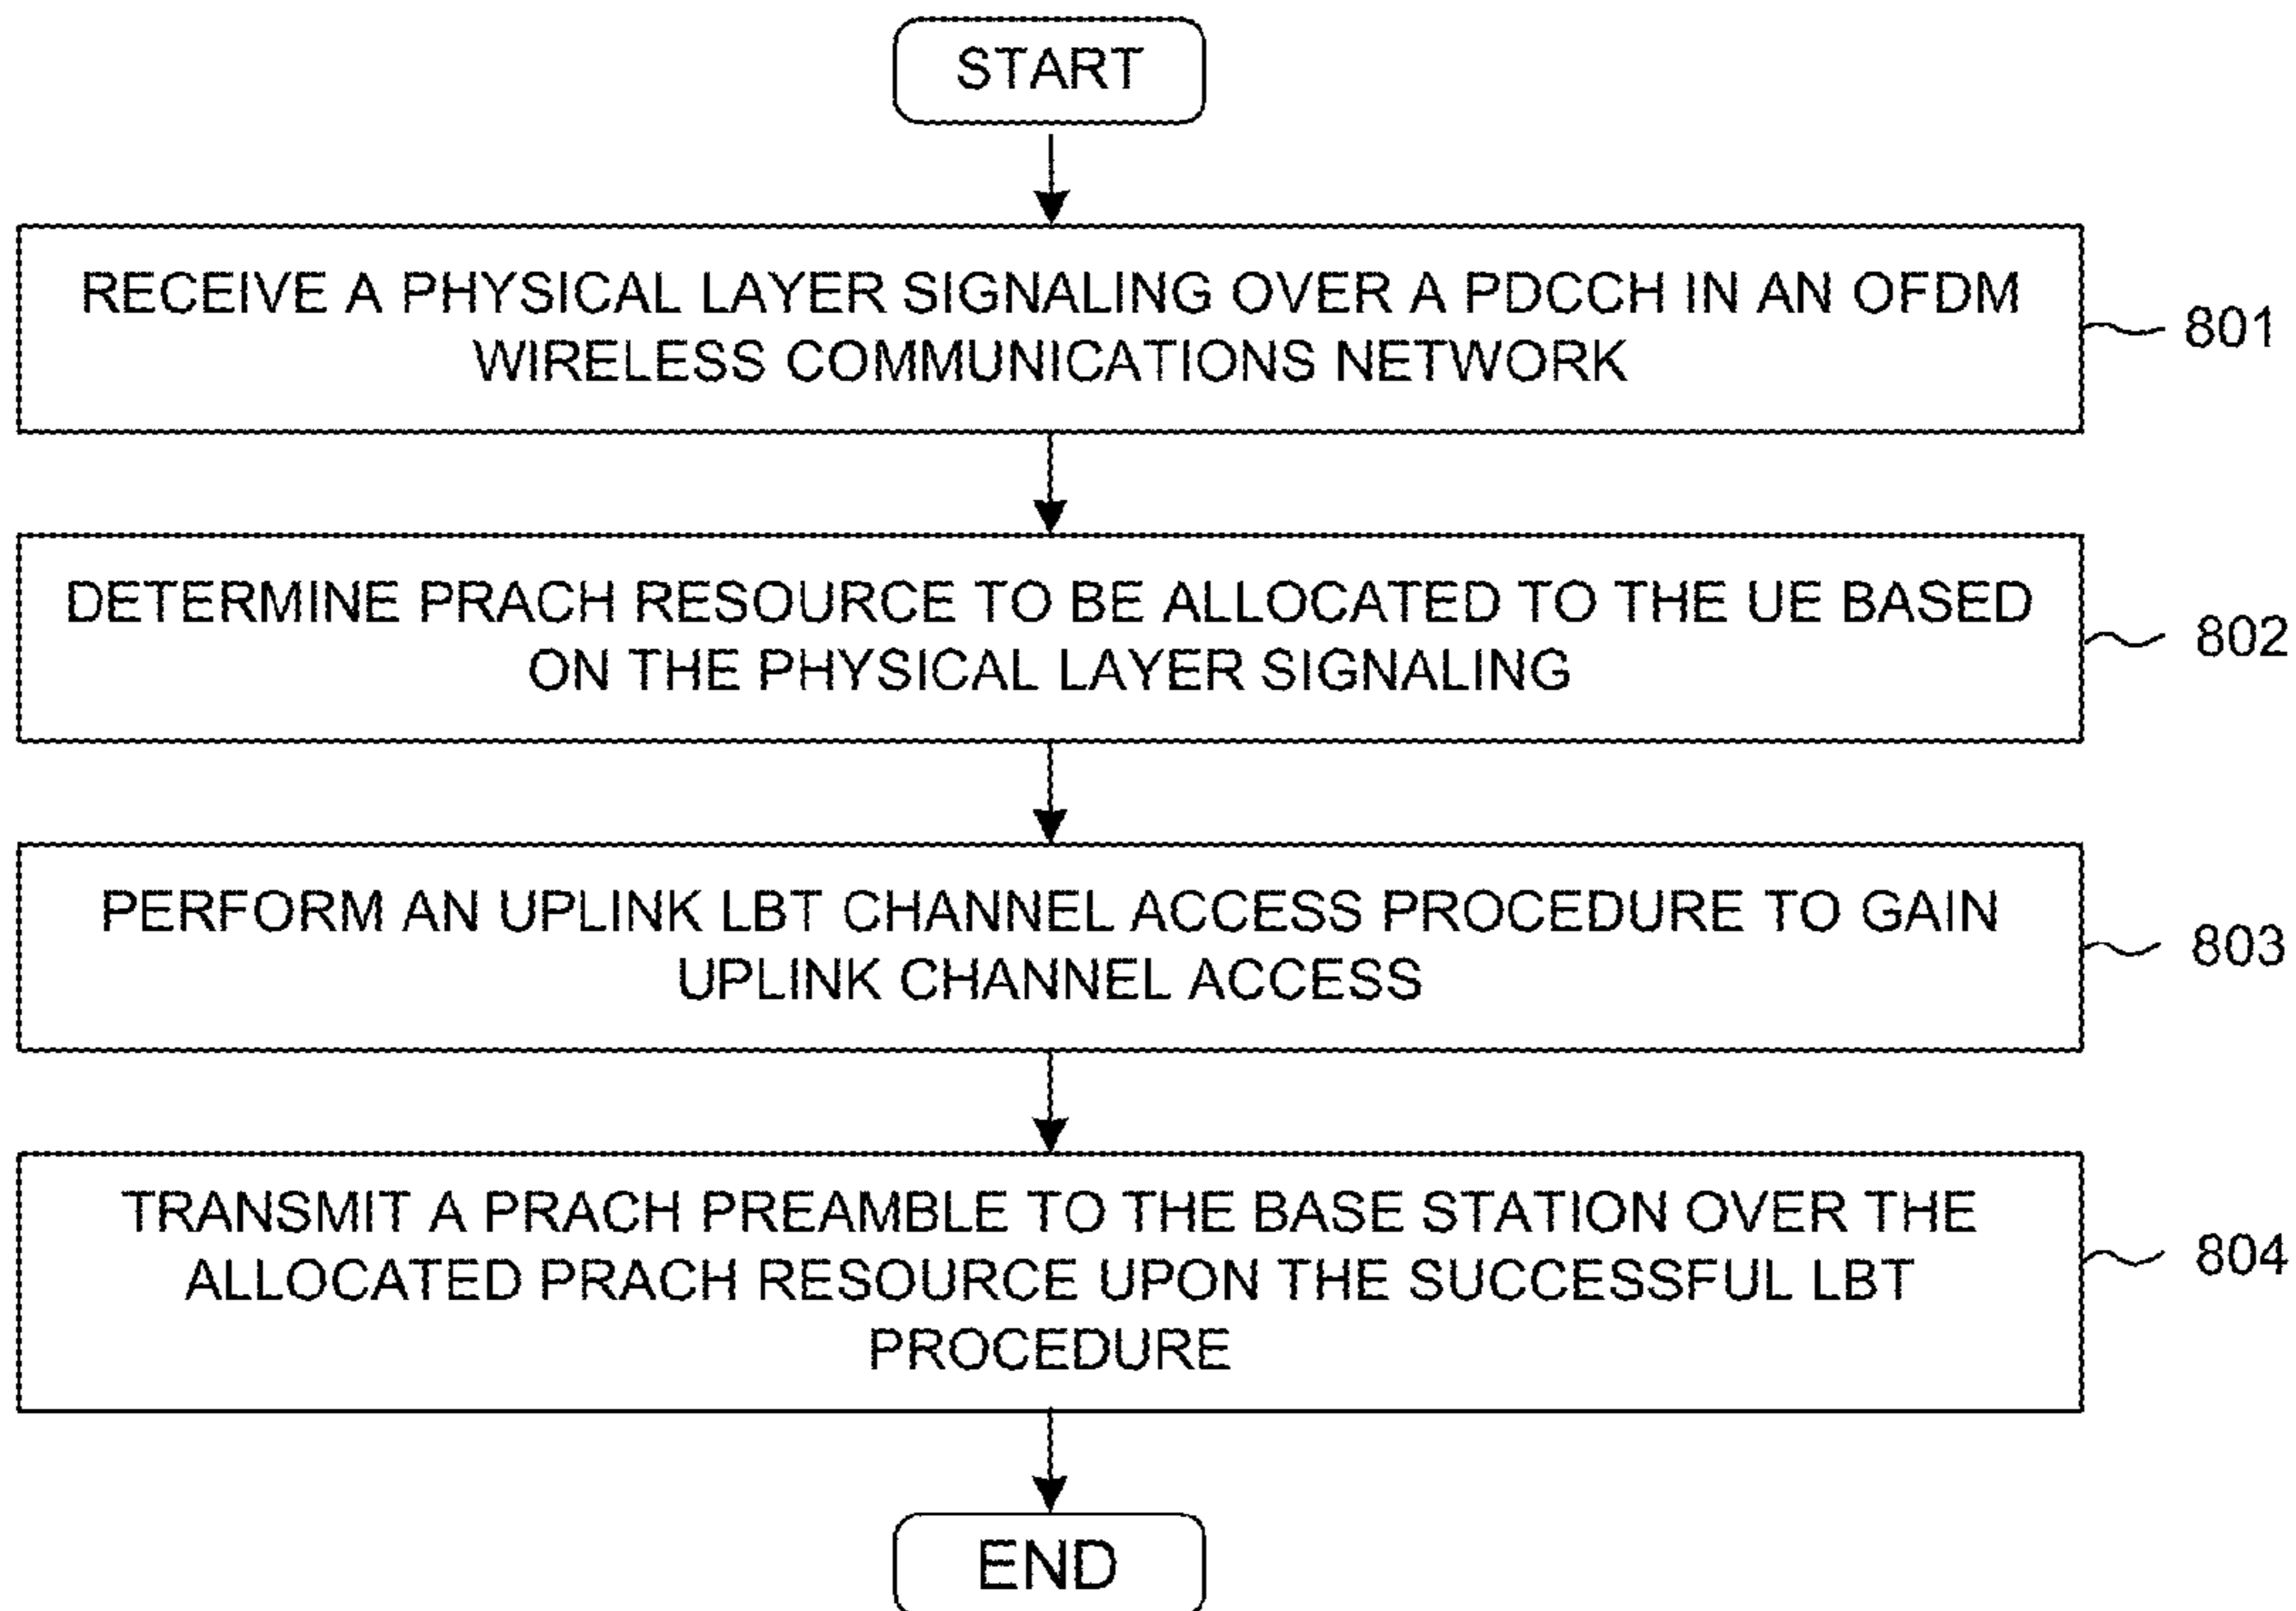 START
RECEIVE A PHYSICAL LAYER SIGNALING OVER A PDCCH IN AN OFDM
WIRELESS COMMUNICATIONS NETWORK
801
DETERMINE PRACH RESOURCE TO BE ALLOCATED TO THE UE BASED
ON THE PHYSICAL LAYER SIGNALING
802
PERFORM AN UPLINK LBT CHANNEL ACCESS PROCEDURE TO GAIN
UPLINK CHANNEL ACCESS
803
TRANSMIT A PRACH PREAMBLE TO THE BASE STATION OVER THE
ALLOCATED PRACH RESOURCE UPON THE SUCCESSFUL LBT
PROCEDURE
804
END